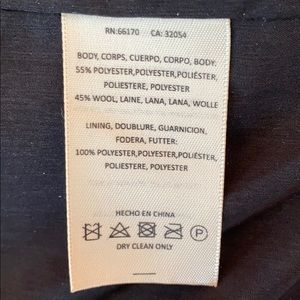 RN:66170 CA: 32054
BODY, CORPS, CUERPO, CORPO, BODY:
55% POLYESTER,POLYESTER,POLIÉSTER,
POLIESTERE, POLYESTER
45% WOOL, LAINE, LANA, LANA, WOLLE
LINING, DOUBLURE, GUARNICION,
FODERA, FUTTER:
100% POLYESTER,POLYESTER,POLIÉSTER,
POLIESTERE, POLYESTER
HECHO EN CHINA
P
DRY CLEAN ONLY